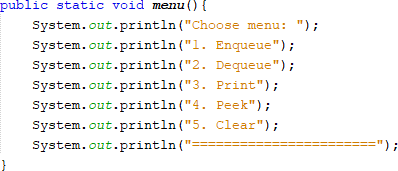 public static void menu(){
System.out.println("Choose menu: ");
System.out.println("1. Enqueue");
System.out.println("2. Dequeue");
System.out.println("3. Print");
System.out.println("4. Peek");
System.out.println("5. Clear");
System.out.println("=======================");
}